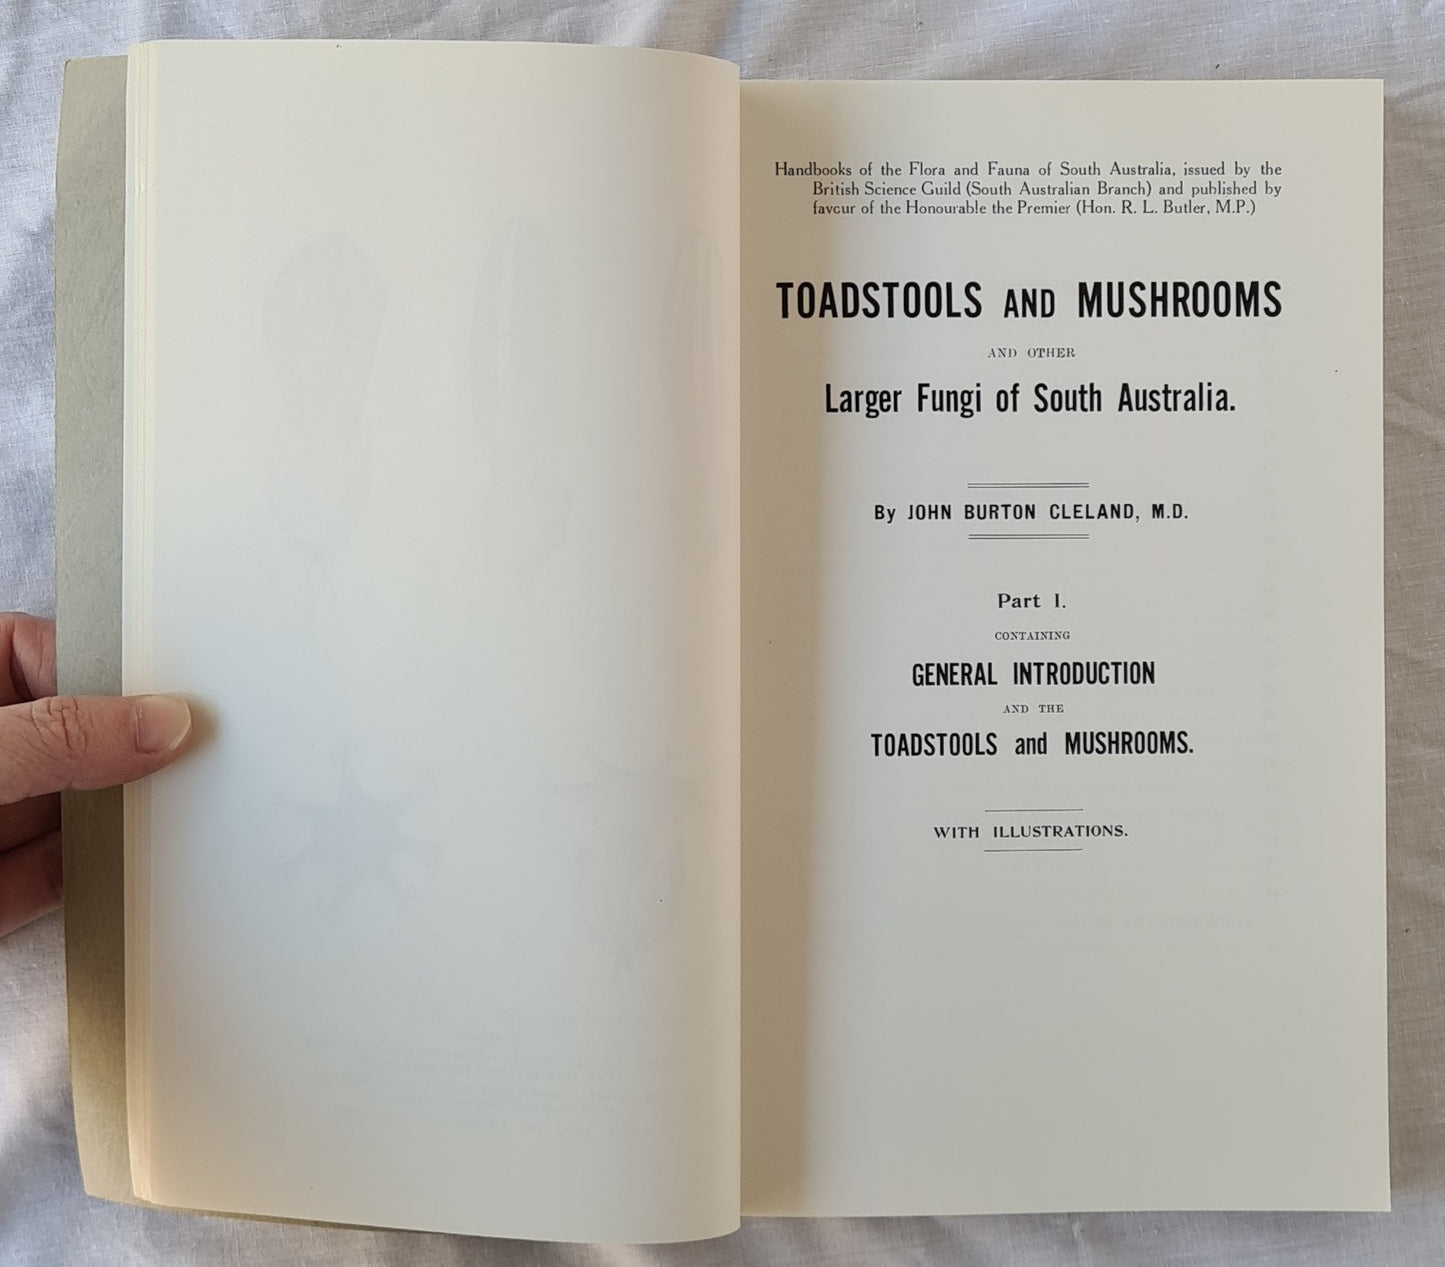 Handbooks of the Flora and Fauna of South Australia, issued by the
British Science Guild (South Australian Branch) and published by
favour of the Honourable the Premier (Hon. R. L. Butler, M.P.)
TOADSTOOLS AND MUSHROOMS
AND OTHER
Larger Fungi of South Australia.
By JOHN BURTON CLELAND, M.D.
Part I.
CONTAINING
GENERAL INTRODUCTION
AND THE
TOADSTOOLS and MUSHROOMS.
WITH ILLUSTRATIONS.